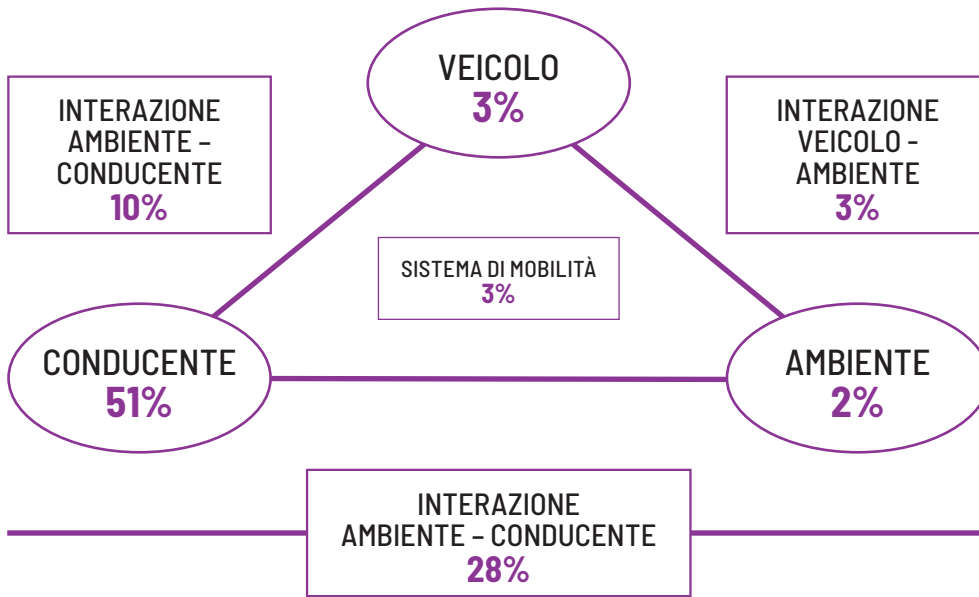 VEICOLO
3%
INTERAZIONE
AMBIENTE –
CONDUCENTE
10%
INTERAZIONE
VEICOLO -
AMBIENTE
3%
SISTEMA DI MOBILITÀ
3%
CONDUCENTE
51%
AMBIENTE
2%
INTERAZIONE
AMBIENTE – CONDUCENTE
28%